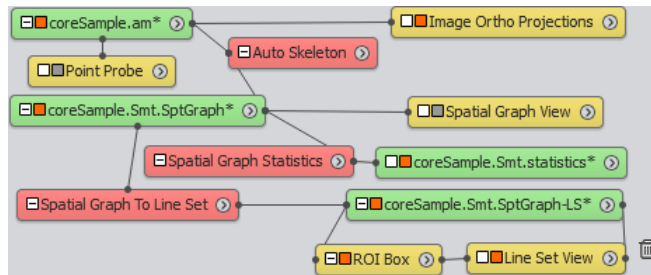 coreSample.am*
Image Ortho Projections
Auto Skeleton
Point Probe
coreSample.Smt.SptGraph*
Spatial Graph View
Spatial Graph Statistics
coreSample.Smt.statistics*
Spatial Graph To Line Set
coreSample.Smt.SptGraph-LS*
ROI Box
Line Set View